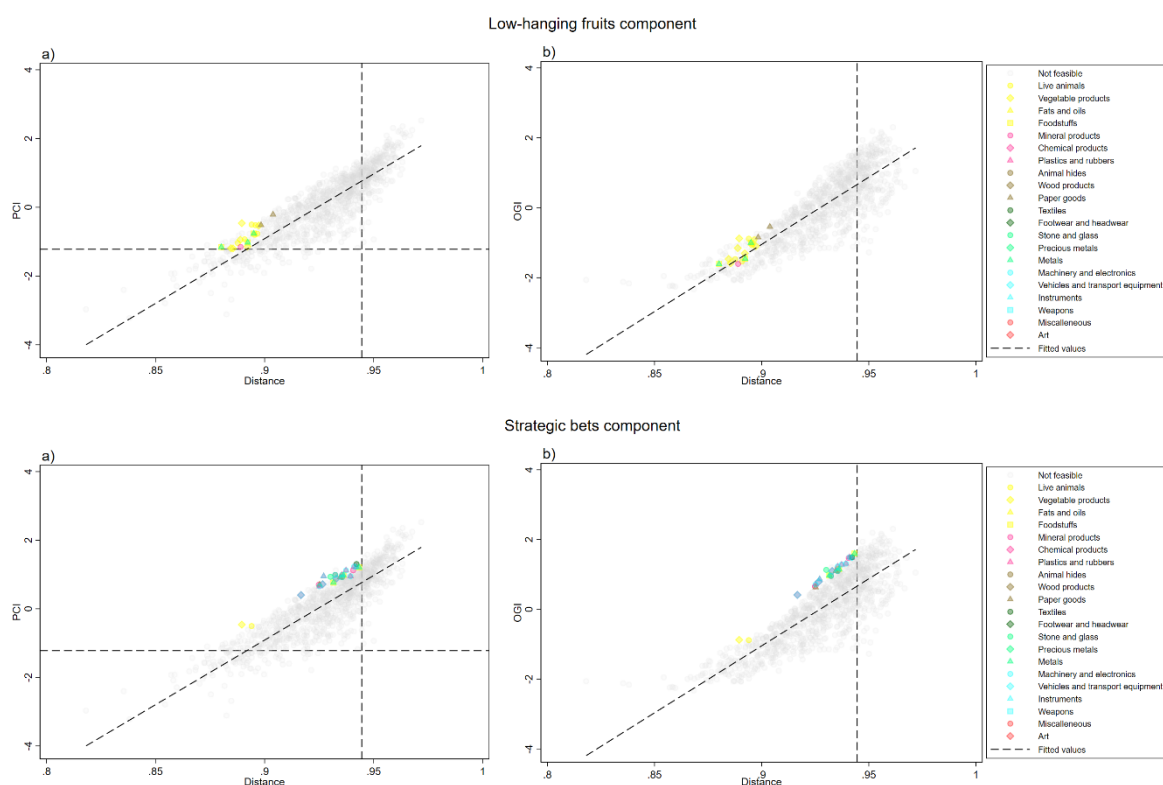 Low-hanging fruits component
a)
4
2
0
-2
-4
PCI
.8
.85
.9
.95
1
Distance
b)
4
2
0
-2
-4
OGI
.8
.85
.9
.95
1
Distance
Not feasible
Live animals
Vegetable products
Fats and oils
Foodstuffs
Mineral products
Chemical products
Plastics and rubbers
Animal hides
Wood products
Paper goods
Textiles
Footwear and headwear
Stone and glass
Precious metals
Metals
Machinery and electronics
Vehicles and transport equipment
Instruments
Weapons
Miscalleneous
Art
Fitted values
Strategic bets component
a)
4
2
0
-2
-4
PCI
.8
.85
.9
.95
1
Distance
b)
4
2
0
-2
-4
OGI
.8
.85
.9
.95
1
Distance
Not feasible
Live animals
Vegetable products
Fats and oils
Foodstuffs
Mineral products
Chemical products
Plastics and rubbers
Animal hides
Wood products
Paper goods
Textiles
Footwear and headwear
Stone and glass
Precious metals
Metals
Machinery and electronics
Vehicles and transport equipment
Instruments
Weapons
Miscalleneous
Art
Fitted values